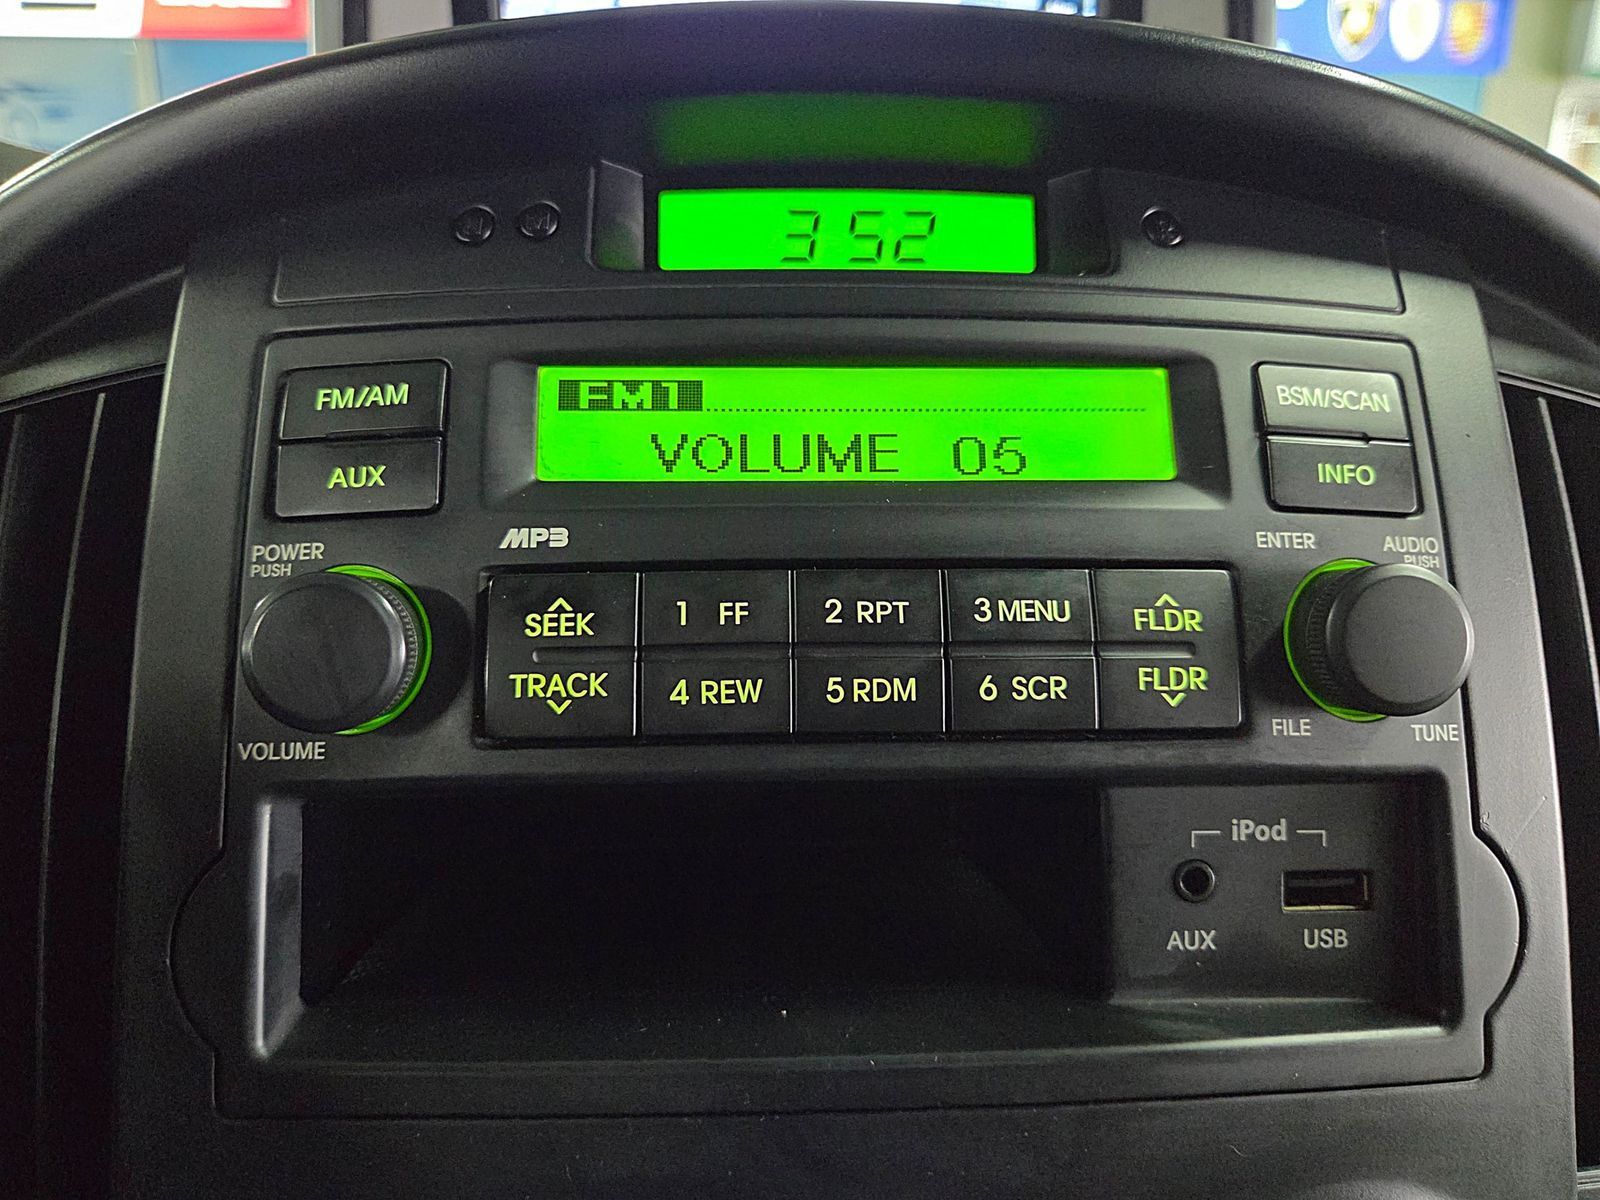 H
M
R
3 52
FM/AM
AUX
FM1
VOLUME 05
BSM/SCAN
INFO
MP3
POWER
PUSH
VOLUME
SEEK
TRACK
1 FF
2 RPT
3 MENU
4 REW
5 RDM
6 SCR
FLDR
FLDR
ENTER
AUDIO
PUSH
FILE
TUNE
iPod
AUX
USB